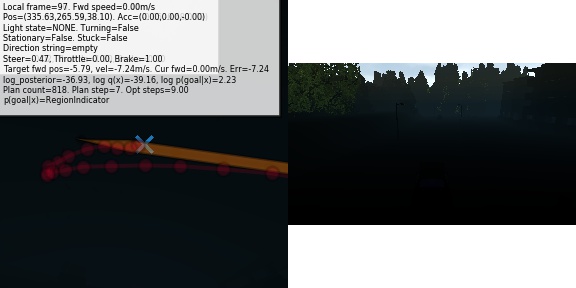 Local frame=97. Fwd speed=0.00m/s
Pos=(335.63,265.59,38.10). Acc=(0.00,0.00,-0.00)
Light state=NONE. Turning=False
Stationary=False. Stuck=False
Direction string=empty
Steer=0.47, Throttle=0.00, Brake=1.00
Target fwd pos=-5.79, vel=-7.24m/s. Cur fwd=0.00m/s. Err=-7.24
log_posterior=-36.93, log q(x)=-39.16, log p(goal|x)=2.23
Plan count=818. Plan step=7. Opt steps=9.00
p(goal|x)=RegionIndicator